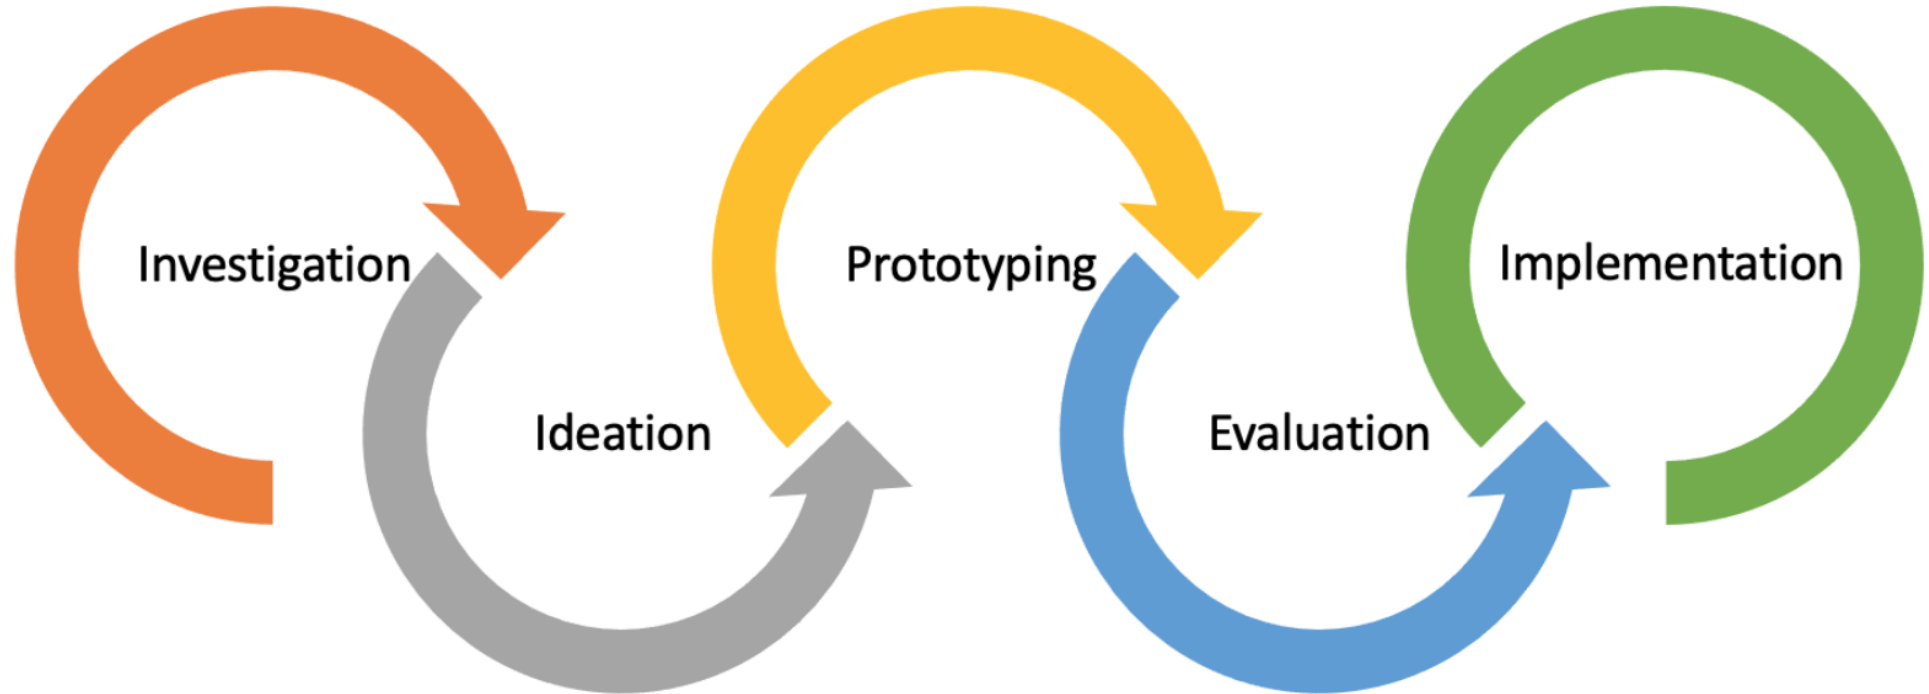 Investigation
Ideation
Prototyping
Evaluation
Implementation